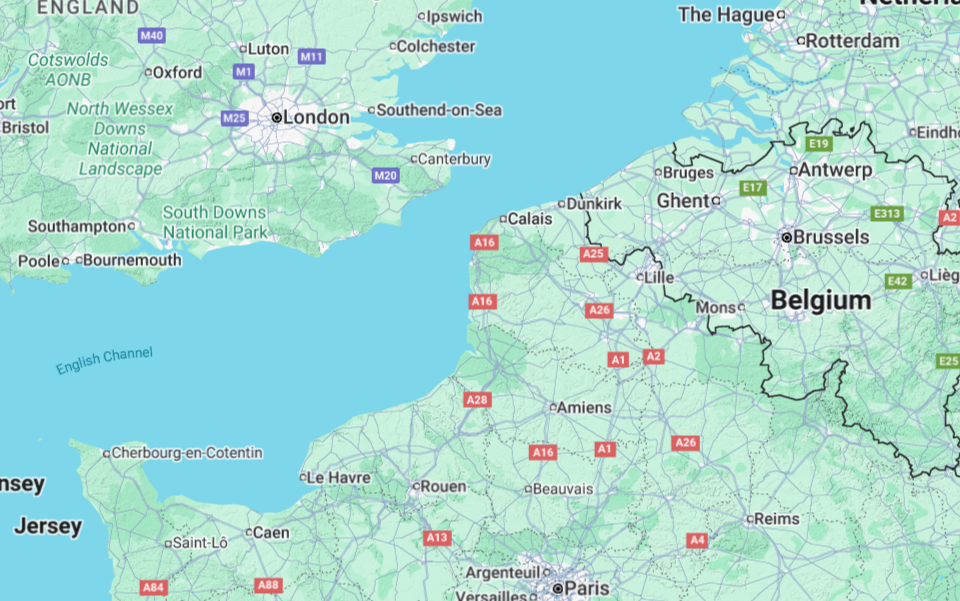 ENGLAND
Ipswich
The Hague
Netherla
M40
Luton
M11
Colchester
Rotterdam
Cotswolds
AONB
Oxford
M1
ort
North Wessex
Downs
National
Landscape
M25
London
Southend-on-Sea
Bristol
Eindh
E19
Canterbury
M20
Bruges
Antwerp
E17
Ghent
Dunkirk
South Downs
National Park
Calais
E313
A2
Southampton
A16
Brussels
A25
Poole
Bournemouth
Lille
E42
Lièg
A16
A26
Mons
Belgium
English Channel
A1
A2
E25
A28
Amiens
Cherbourg-en-Cotentin
A16
A1
A26
nsey
Le Havre
Rouen
Beauvais
Jersey
Caen
Reims
Saint-Lô
A13
A4
Argenteuil
A84
A88
Paris
Versailles